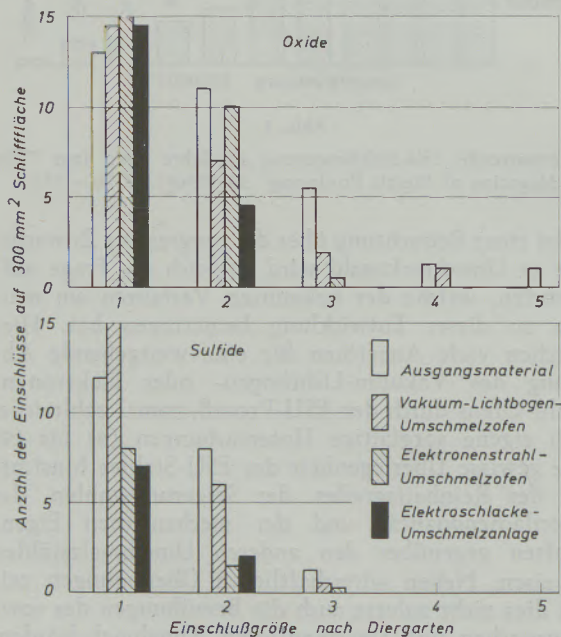 Oxide
15
10
5
0
1 2 3 4 5
Sulfide
15
10
5
0
1 2 3 4 5
Anzahl der Einschlüsse auf 300 mm² Schlifffläche
Ausgangsmaterial
Vakuum-Lichtbogen-
Umschmelzofen
Elektronenstrahl-
Umschmelzofen
Elektroschlacke-
Umschmelzanlage
Einschlußgröße nach Diergarten